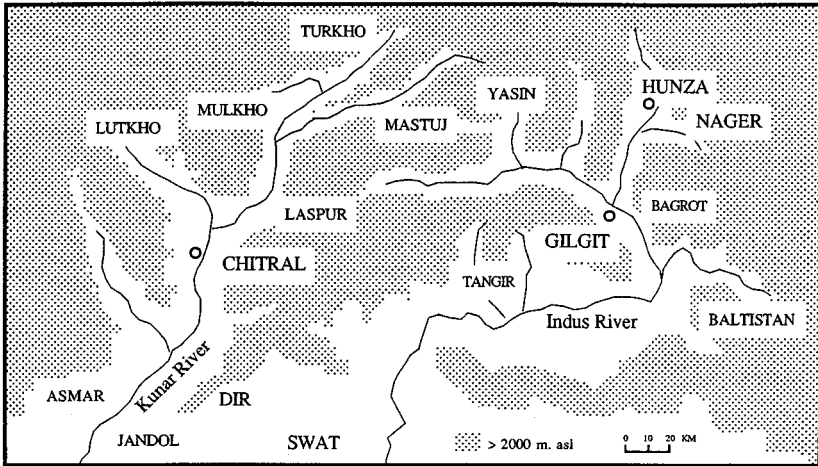 TURKHO
HUNZA
YASIN
MULKHO
NAGER
LUTKHO
MASTUJ
BAGROT
LASPUR
GILGIT
CHITRAL
TANGIR
Indus River
BALTISTAN
Kunar River
ASMAR
DIR
JANDOL
SWAT
> 2000 m. asl
0 10 20 KM